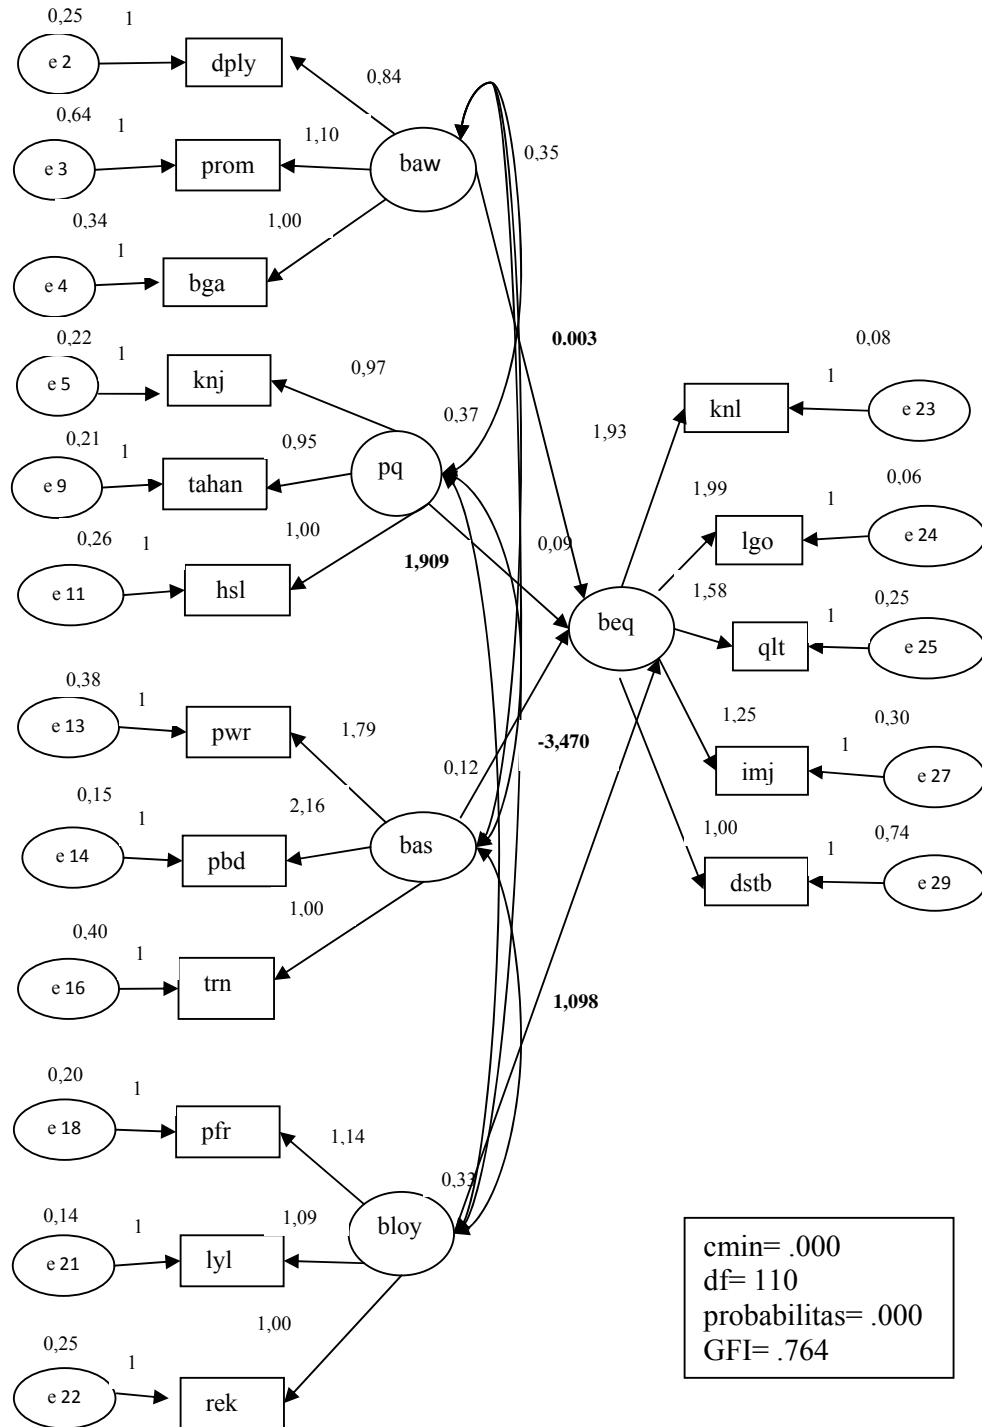 0,25 1
e 2 dply
0,84
0,64 1
e 3 prom
1,10 baw 0,35
0,34 1
1,00
e 4 bga
0,22 1
e 5 knj
0,97
0.003
0,08
1
knl e 23
0,37
1,93
0,21 1
e 9 tahan
0,95
pq
1,99 1 0,06
lgo e 24
0,26 1
e 11 hsl
1,00
1,909 0,09
beq
1,58 1 0,25
qlt e 25
0,38 1
e 13 pwr
1,79
-3,470
0,12
1,25 1 0,30
imj e 27
0,15 1
e 14 pbd
2,16
bas
1,00 1 0,74
dstb e 29
0,40 1
e 16 trn
1,00
1,098
0,20 1
e 18 pfr
1,14
0,33
0,14 1
e 21 lyl
1,09
bloy
0,25 1
e 22 rek
1,00
cmin= .000
df= 110
probabilitas= .000
GFI= .764